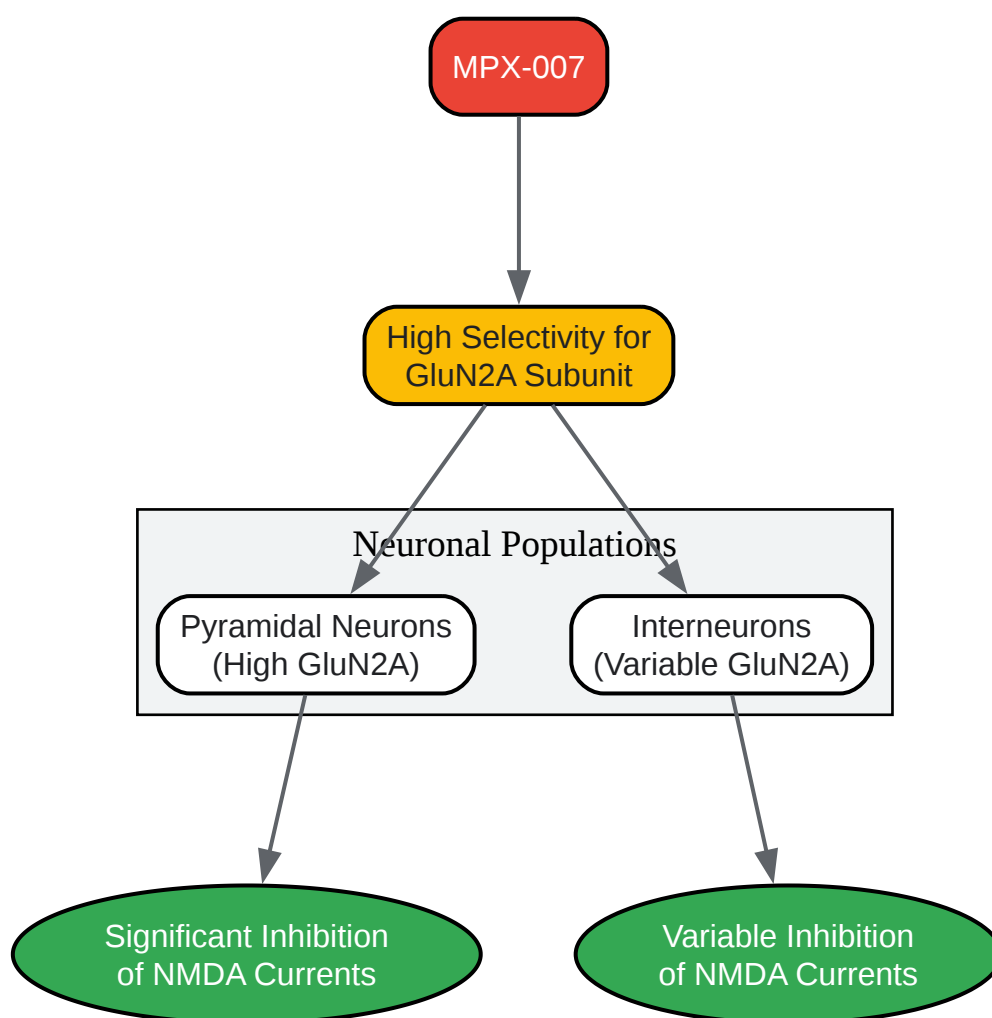 MPX-007
High Selectivity for
GluN2A Subunit
Neuronal Populations
Pyramidal Neurons
(High GluN2A)
Interneurons
(Variable GluN2A)
Significant Inhibition
of NMDA Currents
Variable Inhibition
of NMDA Currents